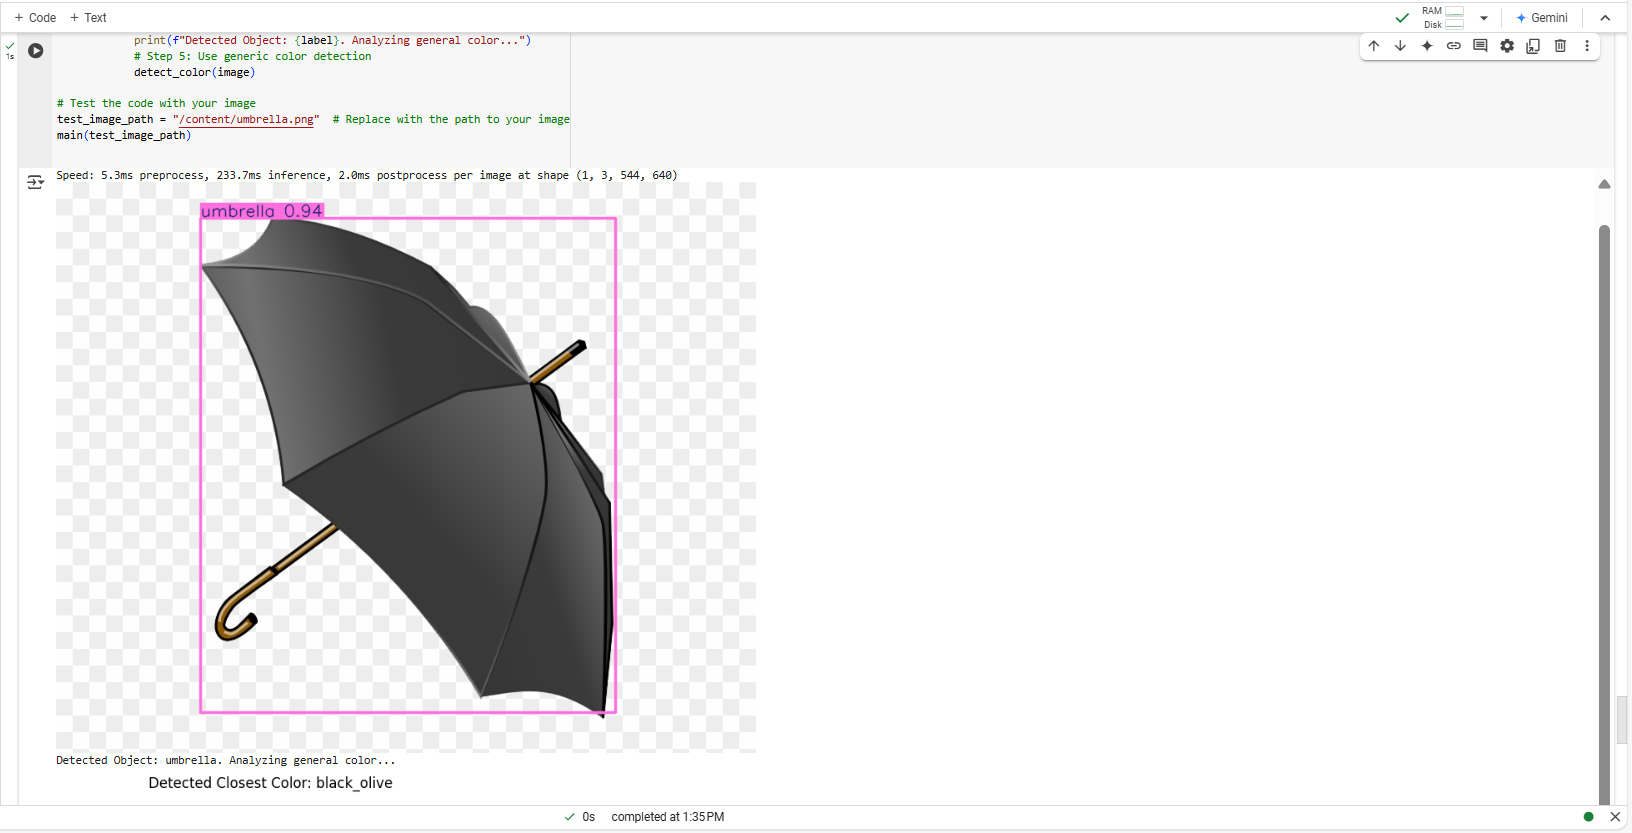 + Code + Text
RAM
Disk
Gemini
1s
print(f"Detected Object: {label}. Analyzing general color...")
# Step 5: Use generic color detection
detect_color(image)
# Test the code with your image
test_image_path = "/content/umbrella.png"  # Replace with the path to your image
main(test_image_path)
Speed: 5.3ms preprocess, 233.7ms inference, 2.0ms postprocess per image at shape (1, 3, 544, 640)
umbrella 0.94
Detected Object: umbrella. Analyzing general color...
Detected Closest Color: black_olive
0s completed at 1:35 PM